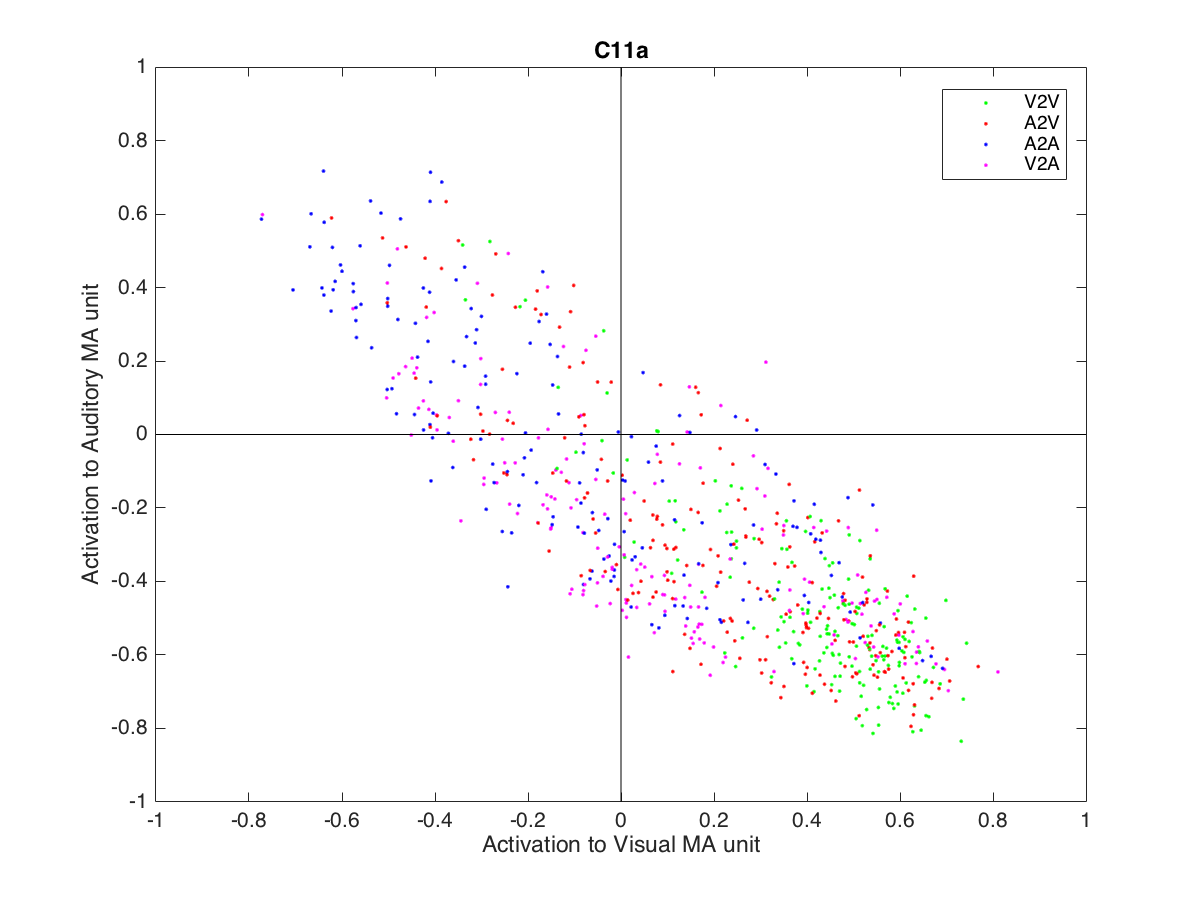 C11a
V2V
A2V
A2A
V2A
Activation to Auditory MA unit
1
0.8
0.6
0.4
0.2
0
-0.2
-0.4
-0.6
-0.8
-1
-1 -0.8 -0.6 -0.4 -0.2 0 0.2 0.4 0.6 0.8 1
Activation to Visual MA unit